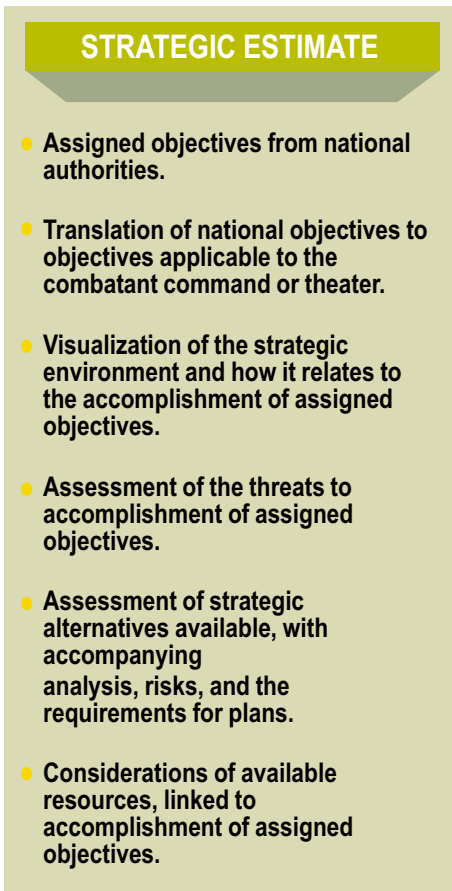 STRATEGIC ESTIMATE
Assigned objectives from national
authorities.
Translation of national objectives to
objectives applicable to the
combatant command or theater.
Visualization of the strategic
environment and how it relates to
the accomplishment of assigned
objectives.
Assessment of the threats to
accomplishment of assigned
objectives.
Assessment of strategic
alternatives available, with
accompanying
analysis, risks, and the
requirements for plans.
Considerations of available
resources, linked to
accomplishment of assigned
objectives.